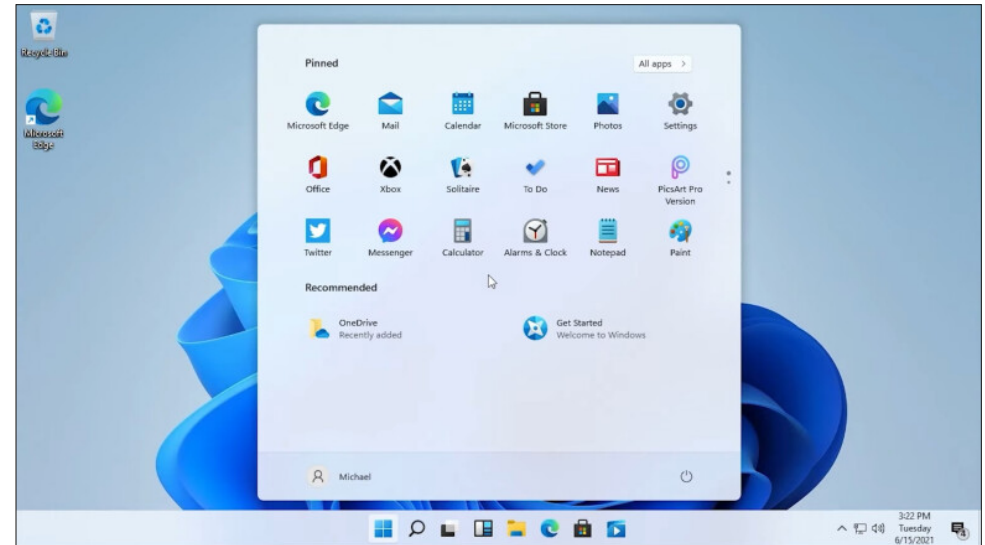 Recycle Bin
Microsoft
Edge
Pinned
All apps >
Microsoft Edge
Mail
Calendar
Microsoft Store
Photos
Settings
Office
Xbox
Solitaire
To Do
News
PicsArt Pro
Version
Twitter
Messenger
Calculator
Alarms & Clock
Notepad
Paint
Recommended
OneDrive
Recently added
Get Started
Welcome to Windows
Michael
3:22 PM
Tuesday
6/15/2021
4